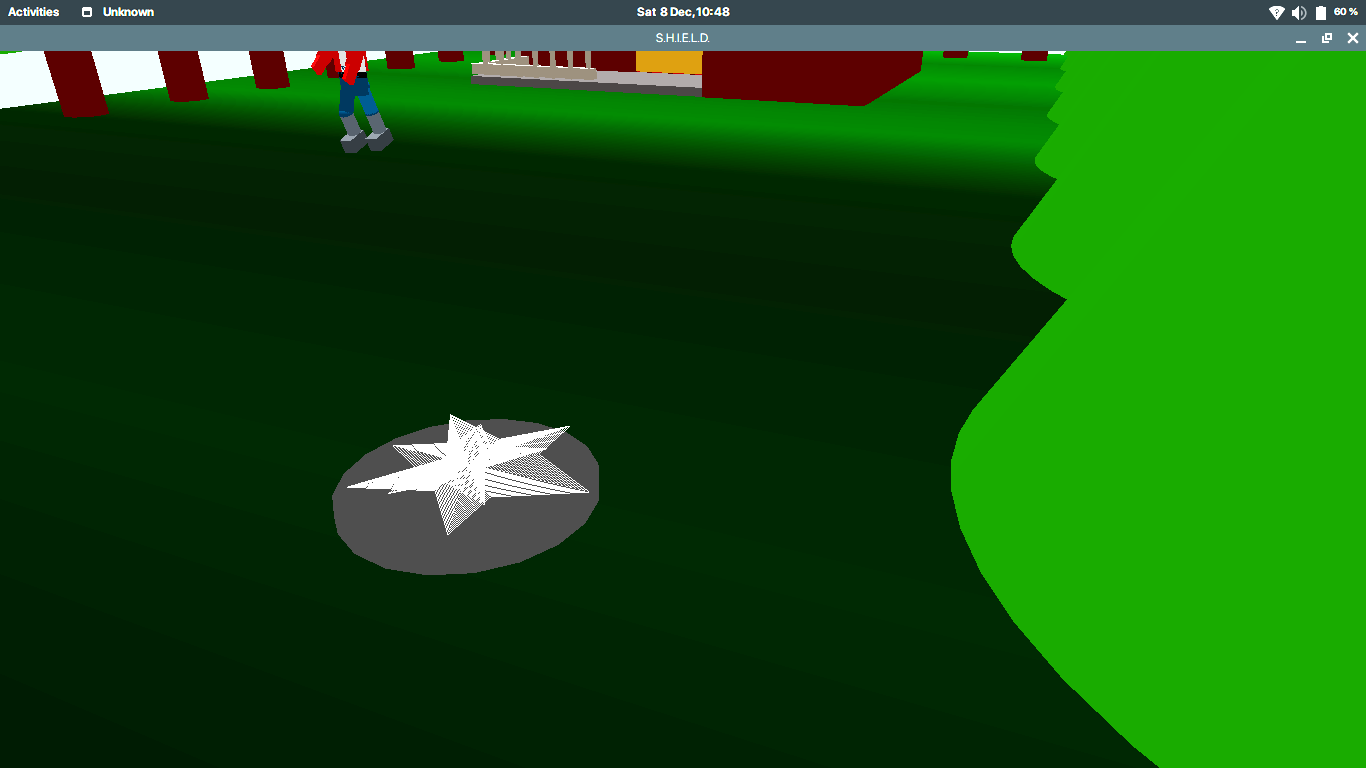 Activities Unknown Sat 8 Dec, 10:48 60 %
S.H.I.E.L.D.